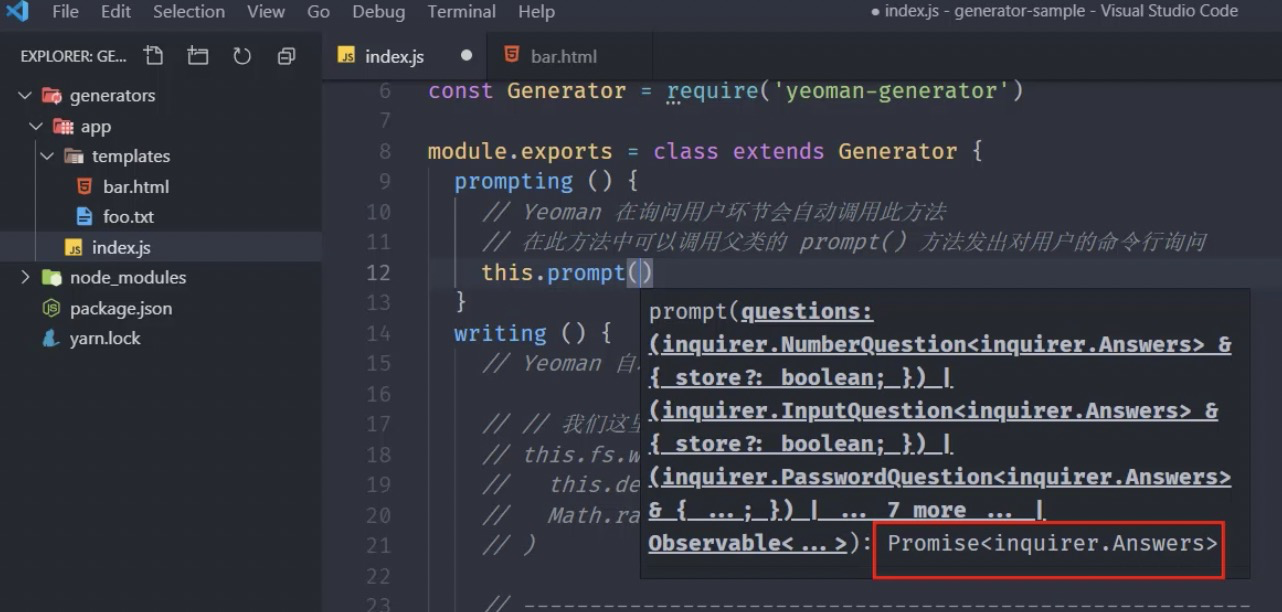 File Edit Selection View Go Debug Terminal Help
● index.js - generator-sample - Visual Studio Code
EXPLORER: GE...
generators
app
templates
bar.html
foo.txt
index.js
node_modules
package.json
yarn.lock
JS index.js ●
bar.html
6 const Generator = require('yeoman-generator')
7
8 module.exports = class extends Generator {
9 prompting () {
10 // Yeoman 在询问用户环节会自动调用此方法
11 // 在此方法中可以调用父类的 prompt() 方法发出对用户的命令行询问
12 this.prompt()
13 }
14 writing () {
15 // Yeoman 自
16
17 // // 我们这里
18 // this.fs.w
19 // this.de
20 // Math.ra
21 // )
22
23 // --------------------------------------------------------
prompt(questions:
(inquirer.NumberQuestion<inquirer.Answers> &
{ store?: boolean; }) |
(inquirer.InputQuestion<inquirer.Answers> &
{ store?: boolean; }) |
(inquirer.PasswordQuestion<inquirer.Answers>
& { ...; }) | ... 7 more ... |
Observable<...>): Promise<inquirer.Answers>